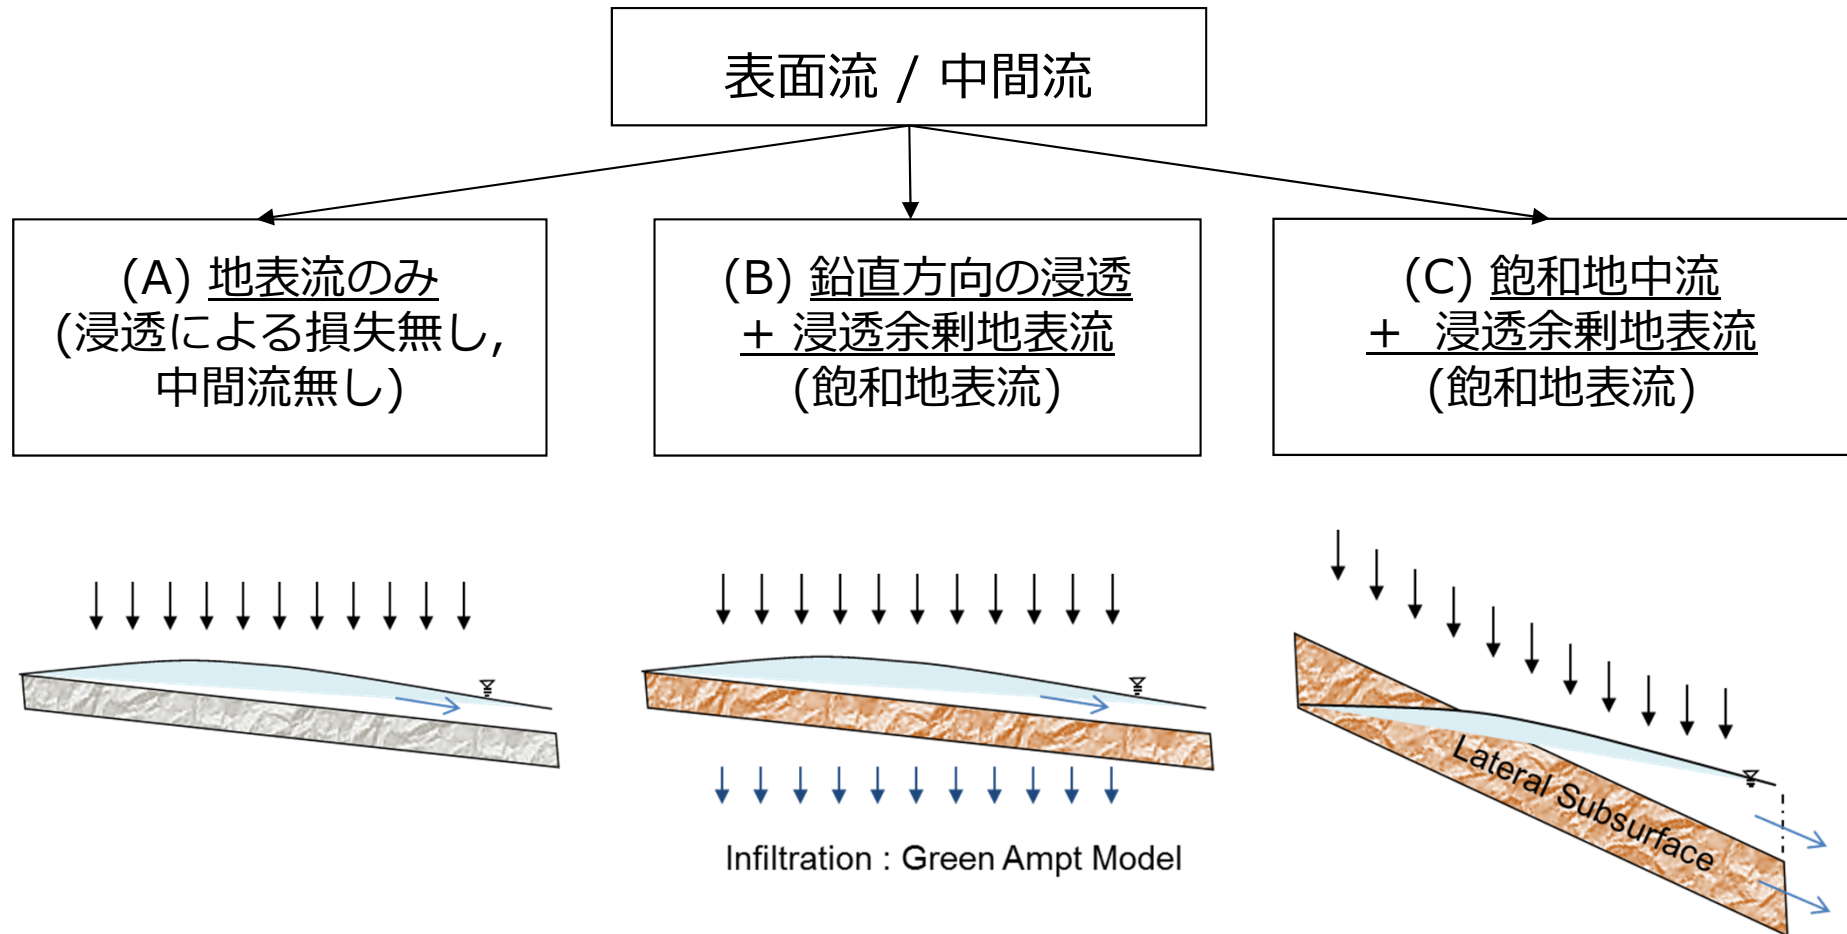 表面流 / 中間流
(A) 地表流のみ
(浸透による損失無し,
中間流無し)
(B) 鉛直方向の浸透
+ 浸透余剰地表流
(飽和地表流)
(C) 飽和地中流
+ 浸透余剰地表流
(飽和地表流)
Infiltration : Green Ampt Model
Lateral Subsurface